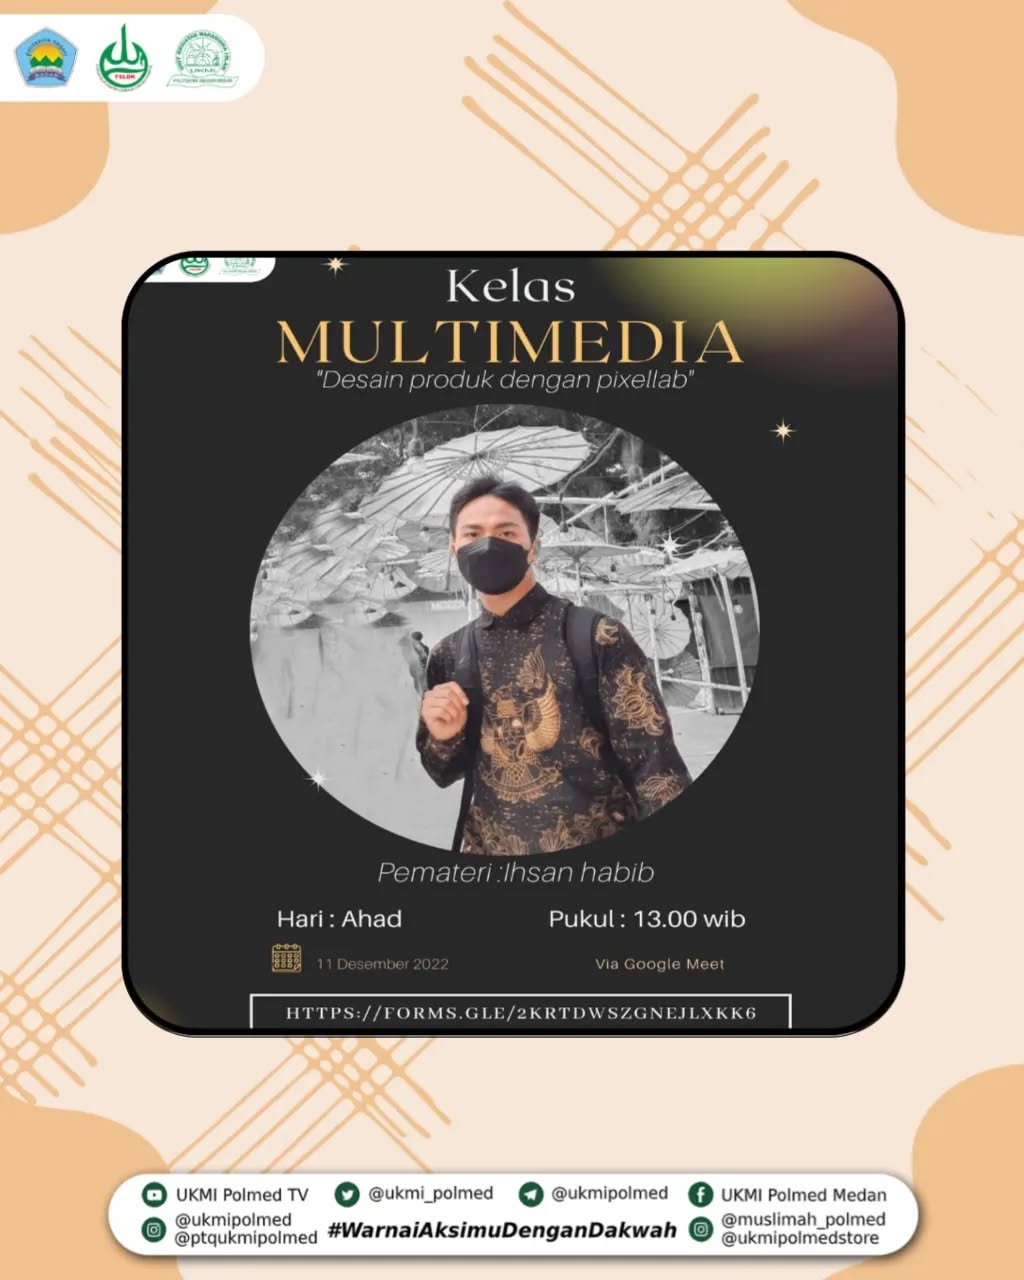 UKMI
Kelas
MULTIMEDIA
"Desain produk dengan pixellab"
Pemateri :Ihsan habib
Hari : Ahad
Pukul : 13.00 wib
11 Desember 2022
Via Google Meet
HTTPS://FORMS.GLE/2KRTDWSZGNEJLXKK6
UKMI Polmed TV
@ukmi_polmed
@ukmipolmed
UKMI Polmed Medan
@ukmipolmed
@ptqukmipolmed
#WarnaiAksimuDenganDakwah
@muslimah_polmed
@ukmipolmedstore